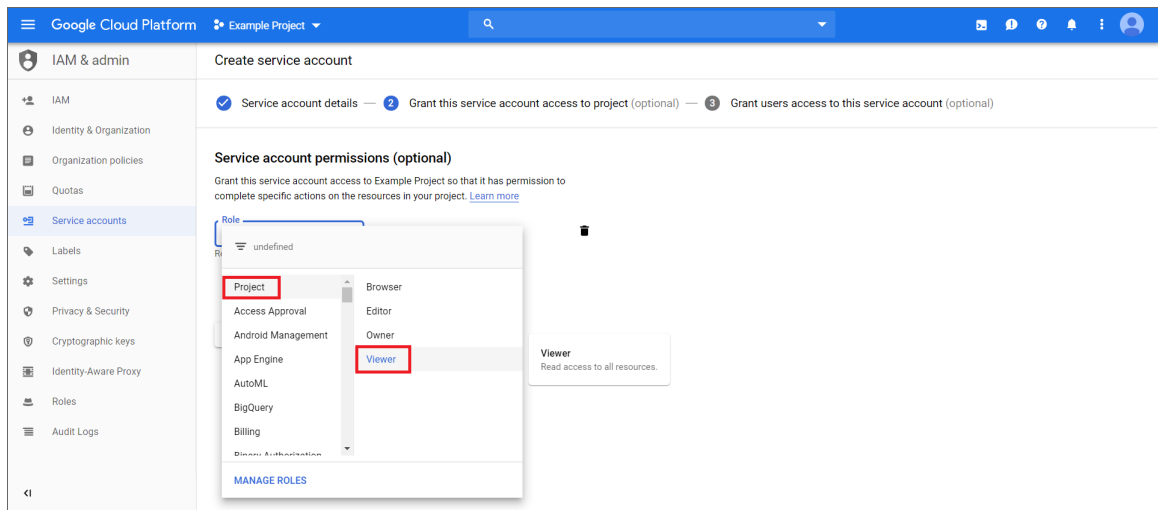 Google Cloud Platform
Example Project
IAM & admin
Create service account
IAM
Identity & Organization
Organization policies
Quotas
Service accounts
Labels
Settings
Privacy & Security
Cryptographic keys
Identity-Aware Proxy
Roles
Audit Logs
Service account details — 2 Grant this service account access to project (optional) — 3 Grant users access to this service account (optional)
Service account permissions (optional)
Grant this service account access to Example Project so that it has permission to
complete specific actions on the resources in your project. Learn more
Role
undefined
Project
Access Approval
Android Management
App Engine
AutoML
BigQuery
Billing
Binary Authorization
Browser
Editor
Owner
Viewer
Viewer
Read access to all resources.
MANAGE ROLES